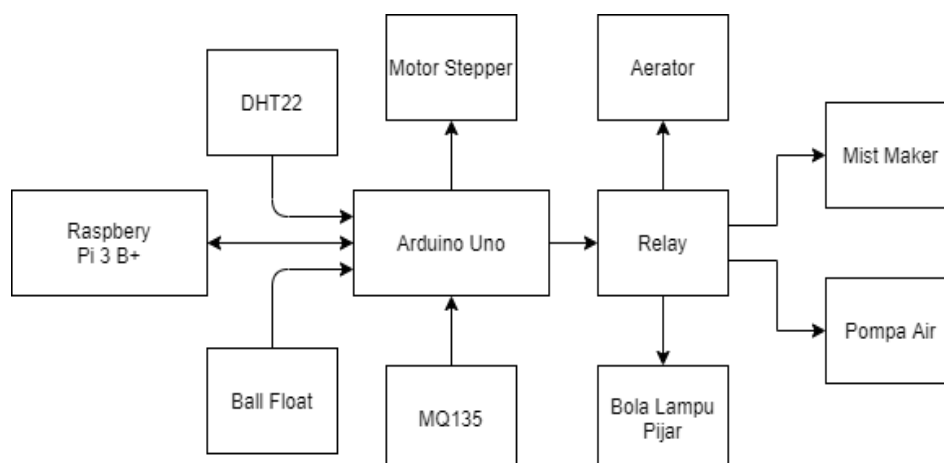 Motor Stepper
Aerator
DHT22
Mist Maker
Raspbery
Pi 3 B+
Arduino Uno
Relay
Pompa Air
Ball Float
MQ135
Bola Lampu
Pijar